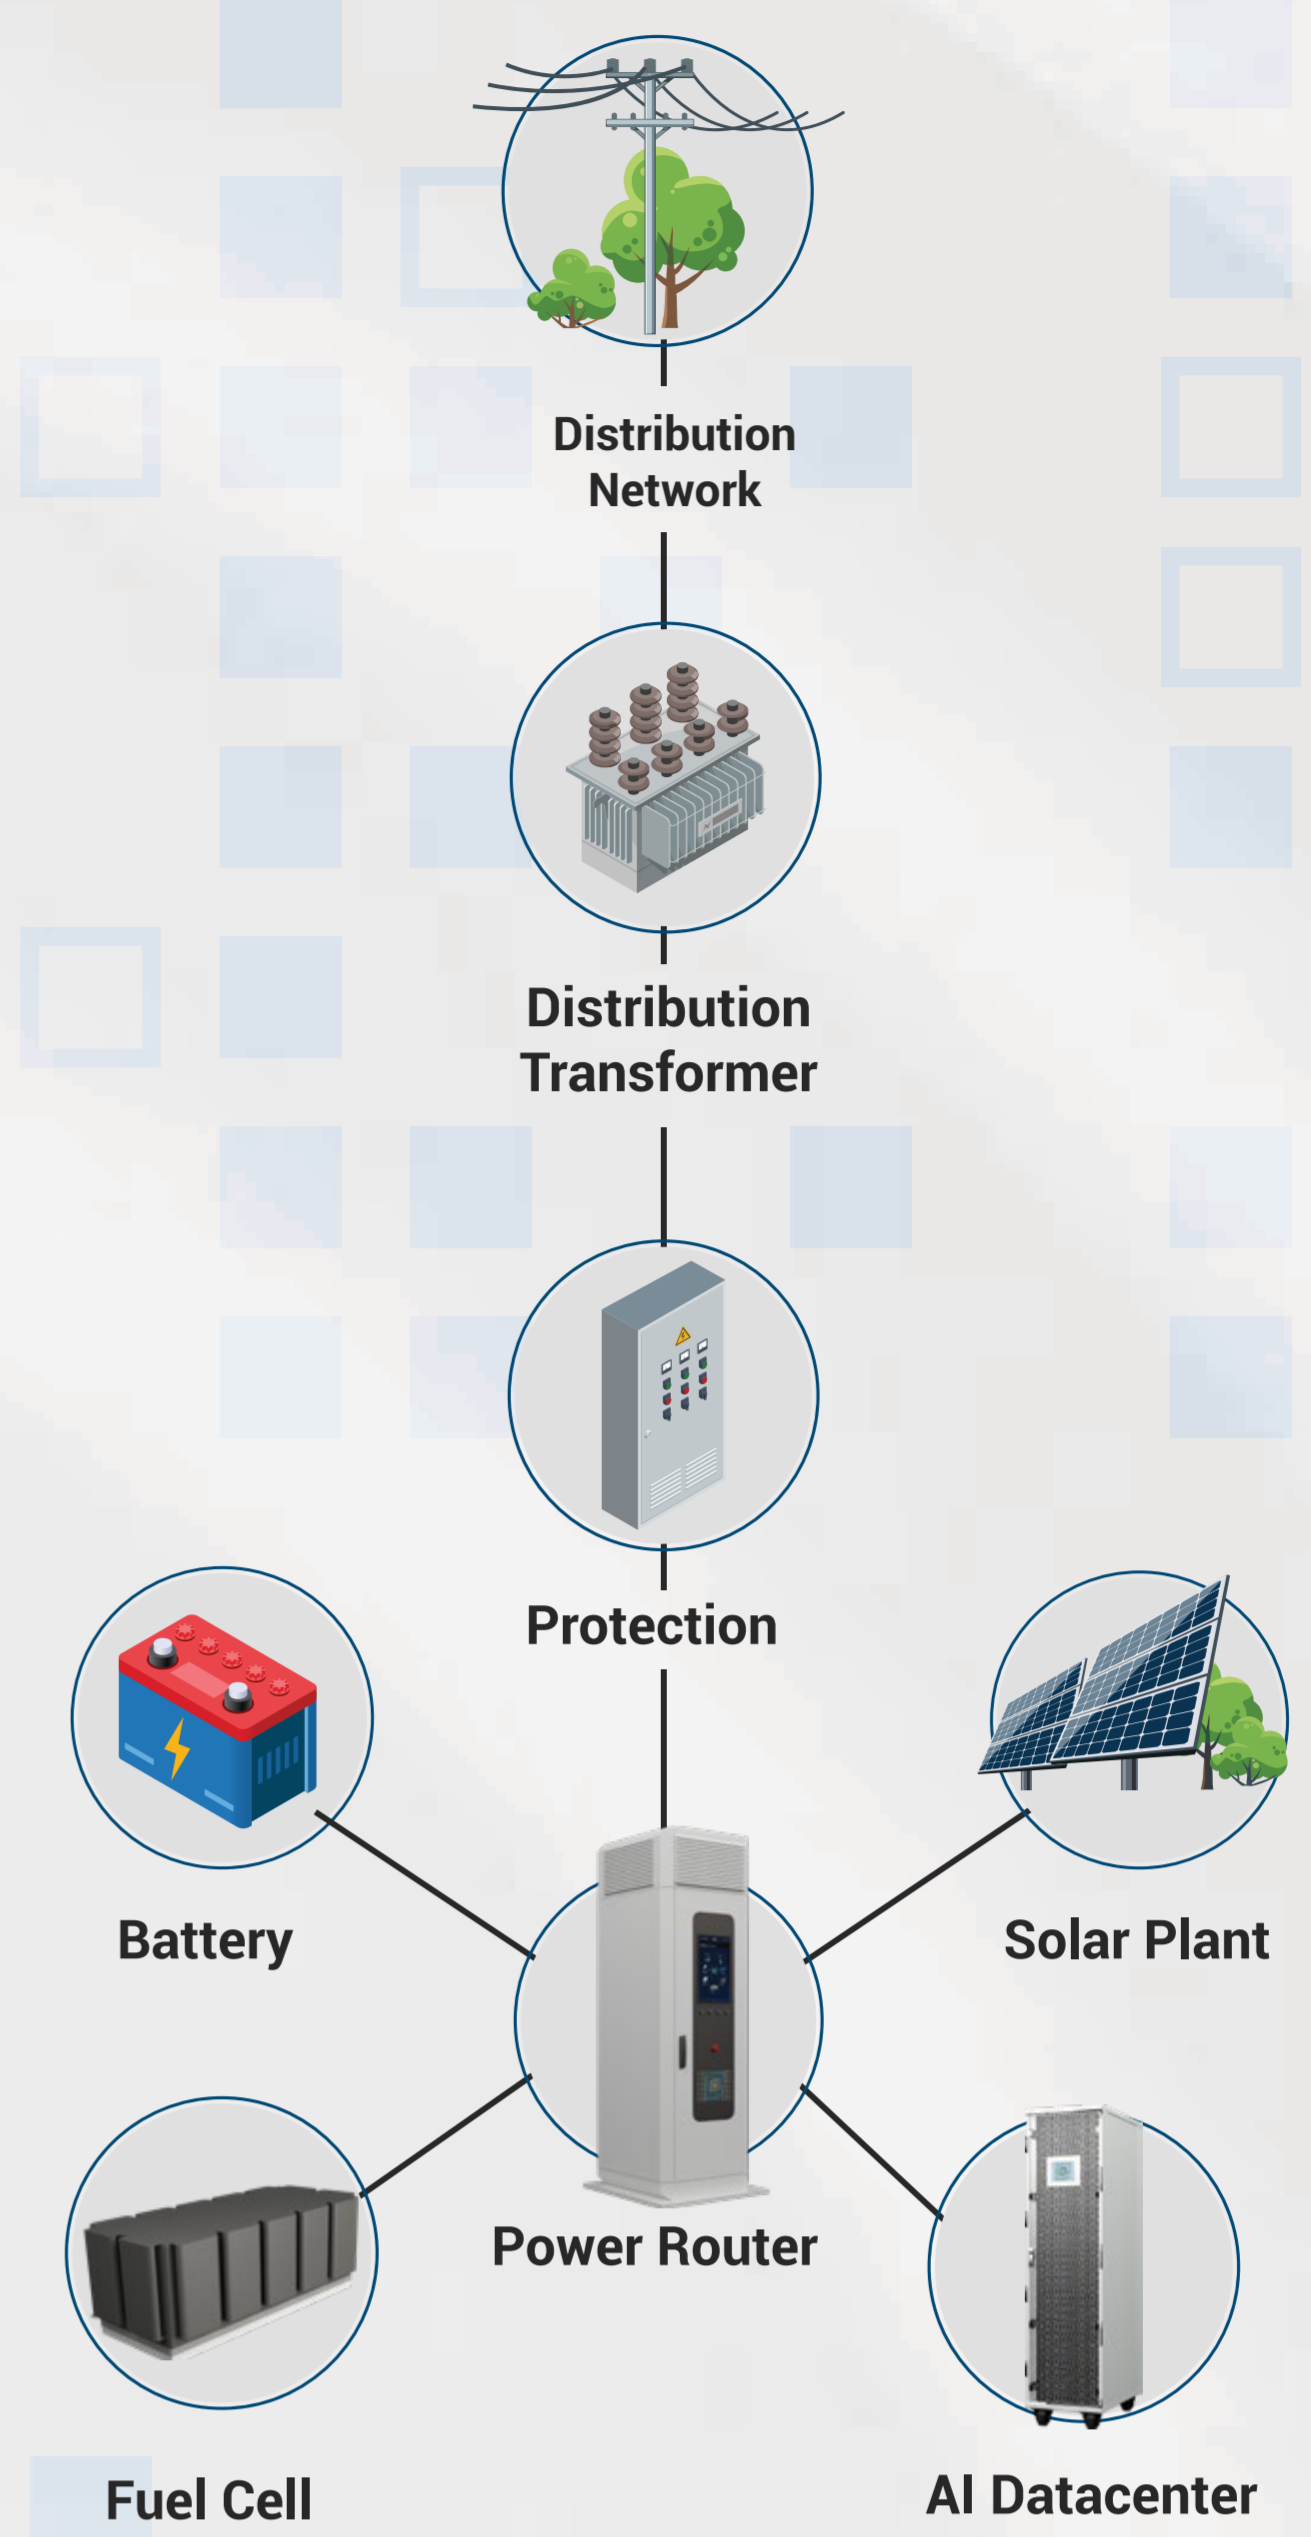 Distribution
Network
Distribution
Transformer
Protection
Battery
Solar Plant
Power Router
Fuel Cell
AI Datacenter